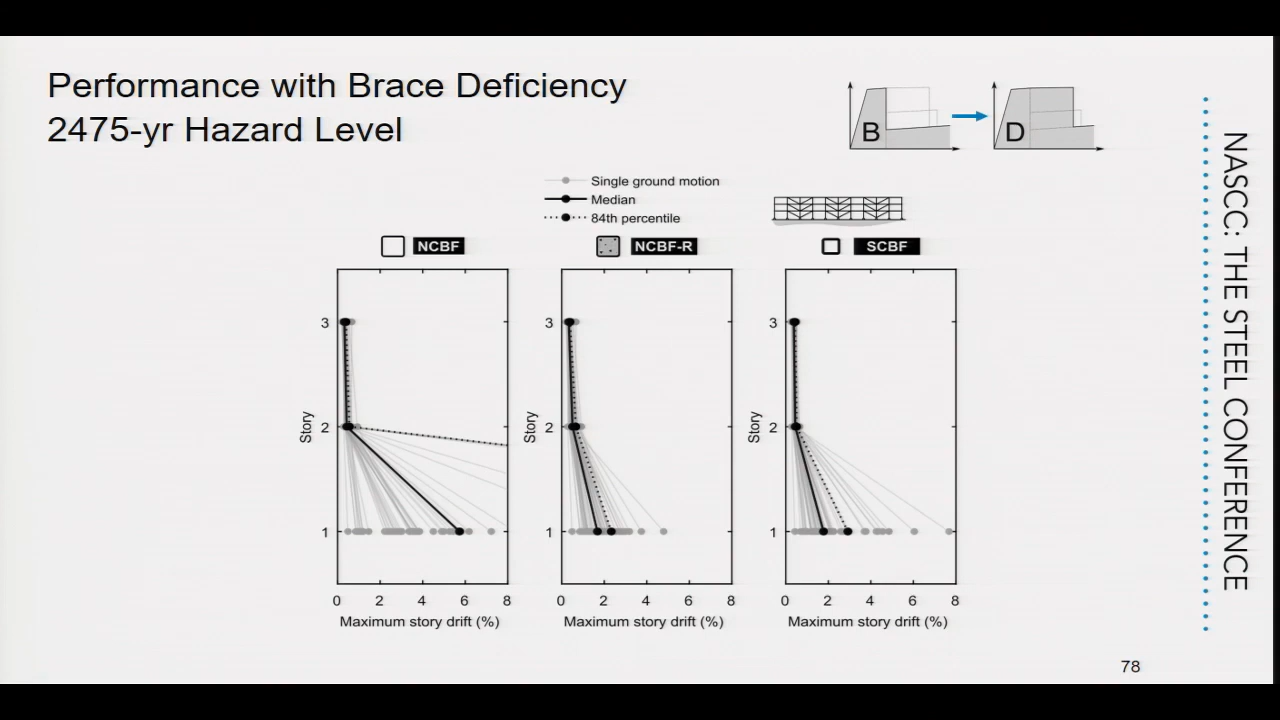 Performance with Brace Deficiency
2475-yr Hazard Level
B
D
Single ground motion
Median
84th percentile
NCBF
NCBF-R
SCBF
3
2
1
Story
0 2 4 6 8
Maximum story drift (%)
3
2
1
Story
0 2 4 6 8
Maximum story drift (%)
3
2
1
Story
0 2 4 6 8
Maximum story drift (%)
NASCC: THE STEEL CONFERENCE
78